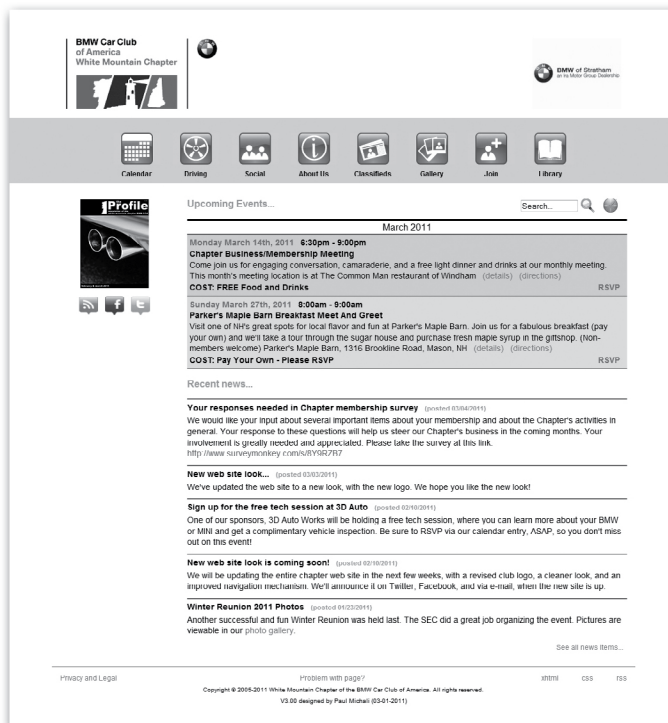 BMW Car Club
of America
White Mountain Chapter
BMW of Stratham
an Ira Motor Group Dealership
Calendar Driving Social About Us Classifieds Gallery Join Library
Profile
Upcoming Events... Search...
March 2011
Monday March 14th, 2011 6:30pm - 9:00pm
Chapter Business/Membership Meeting
Come join us for engaging conversation, camaraderie, and a free light dinner and drinks at our monthly meeting.
This month's meeting location is at The Common Man restaurant of Windham (details) (directions)
COST: FREE Food and Drinks RSVP
Sunday March 27th, 2011 8:00am - 9:00am
Parker's Maple Barn Breakfast Meet And Greet
Visit one of NH's great spots for local flavor and fun at Parker's Maple Barn. Join us for a fabulous breakfast (pay
your own) and we'll take a tour through the sugar house and purchase fresh maple syrup in the giftshop. (Non-
members welcome) Parker's Maple Barn, 1316 Brookline Road, Mason, NH (details) (directions)
COST: Pay Your Own - Please RSVP RSVP
Recent news...
Your responses needed in Chapter membership survey (posted 03/04/2011)
We would like your input about several important items about your membership and about the Chapter's activities in
general. Your response to these questions will help us steer our Chapter's business in the coming months. Your
involvement is greatly needed and appreciated. Please take the survey at this link.
http://www.surveymonkey.com/s/8Y9RZB7
New web site look... (posted 03/03/2011)
We've updated the web site to a new look, with the new logo. We hope you like the new look!
Sign up for the free tech session at 3D Auto (posted 02/10/2011)
One of our sponsors, 3D Auto Works will be holding a free tech session, where you can learn more about your BMW
or MINI and get a complimentary vehicle inspection. Be sure to RSVP via our calendar entry, ASAP, so you don't miss
out on this event!
New web site look is coming soon! (posted 02/10/2011)
We will be updating the entire chapter web site in the next few weeks, with a revised club logo, a cleaner look, and an
improved navigation mechanism. We'll announce it on Twitter, Facebook, and via e-mail, when the new site is up.
Winter Reunion 2011 Photos (posted 01/23/2011)
Another successful and fun Winter Reunion was held last. The SEC did a great job organizing the event. Pictures are
viewable in our photo gallery.
See all news items...
Privacy and Legal Problem with page? xhtml css rss
Copyright © 2005-2011 White Mountain Chapter of the BMW Car Club of America. All rights reserved.
V3.00 designed by Paul Michali (03-01-2011)